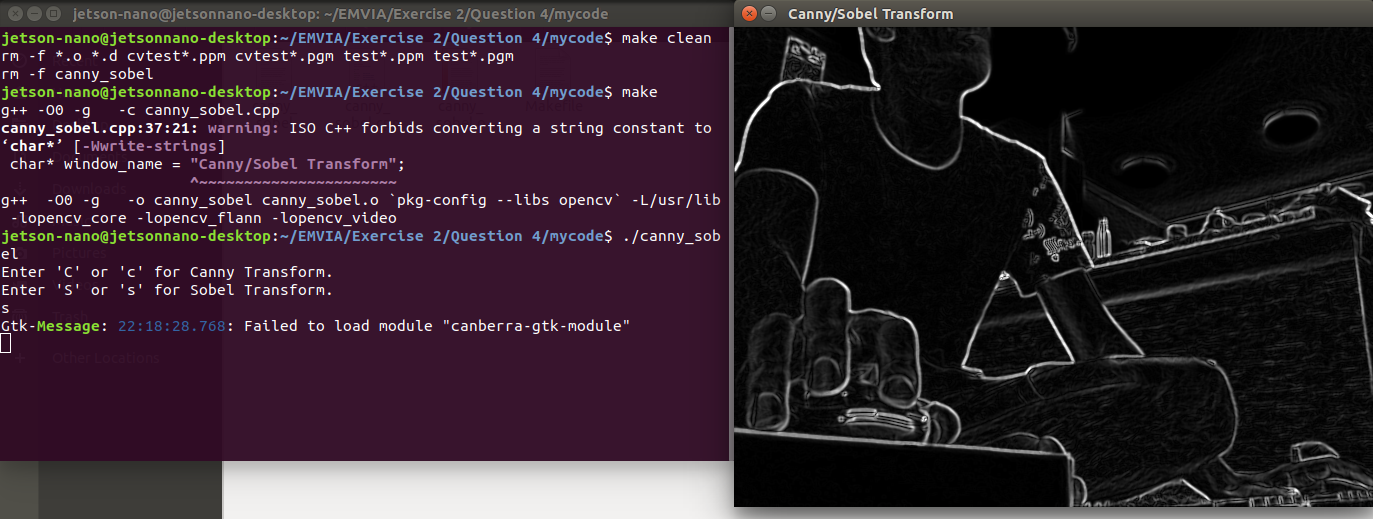 jetson-nano@jetsonnano-desktop: ~/EMVIA/Exercise 2/Question 4/mycode
jetson-nano@jetsonnano-desktop:~/EMVIA/Exercise 2/Question 4/mycode$ make clean
rm -f *.o *.d cvtest*.ppm cvtest*.pgm test*.ppm test*.pgm
rm -f canny_sobel
jetson-nano@jetsonnano-desktop:~/EMVIA/Exercise 2/Question 4/mycode$ make
g++ -O0 -g   -c canny_sobel.cpp
canny_sobel.cpp:37:21: warning: ISO C++ forbids converting a string constant to
‘char*’ [-Wwrite-strings]
 char* window_name = "Canny/Sobel Transform";
                     ^~~~~~~~~~~~~~~~~~~~~~~
g++  -O0 -g   -o canny_sobel canny_sobel.o `pkg-config --libs opencv` -L/usr/lib
 -lopencv_core -lopencv_flann -lopencv_video
jetson-nano@jetsonnano-desktop:~/EMVIA/Exercise 2/Question 4/mycode$ ./canny_sob
el
Enter 'C' or 'c' for Canny Transform.
Enter 'S' or 's' for Sobel Transform.
s
Gtk-Message: 22:18:28.768: Failed to load module "canberra-gtk-module"
Downloads
Pictures
Trash
+ Other Locations
Canny/Sobel Transform